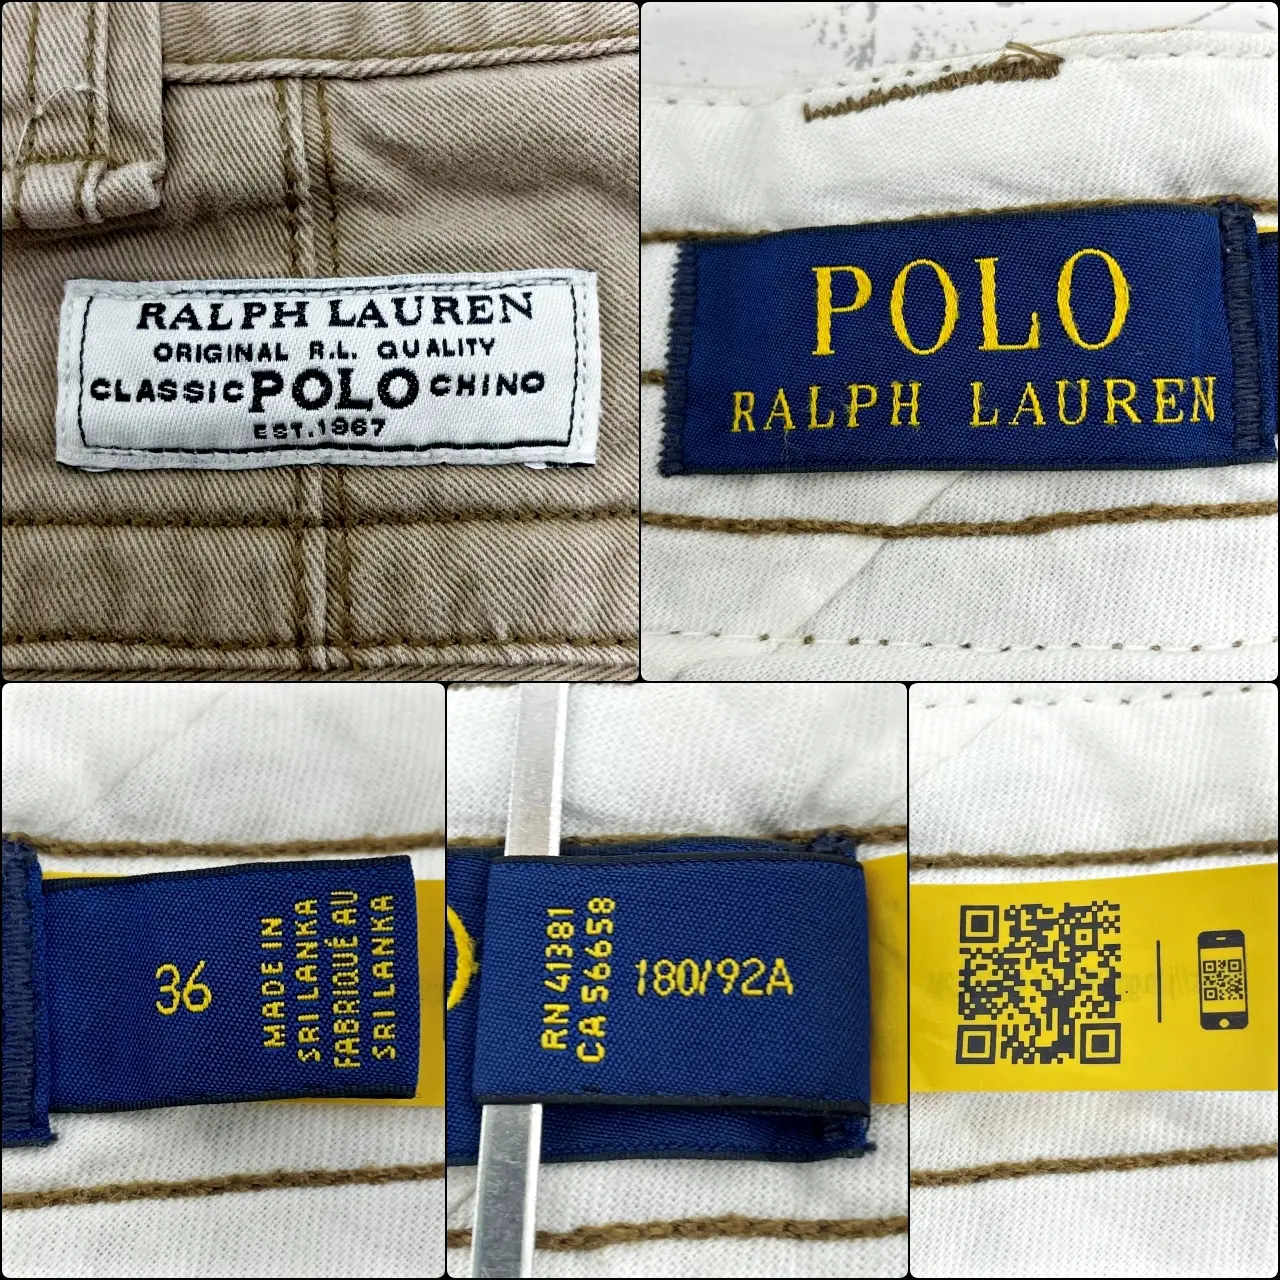 RALPH LAUREN
ORIGINAL R.L. QUALITY
CLASSIC POLO CHINO
EST. 1967
POLO
RALPH LAUREN
36
MADE IN
SRI LANKA
FABRIQUÉ AU
SRI LANKA
RN 41381
CA 56658
180/92A